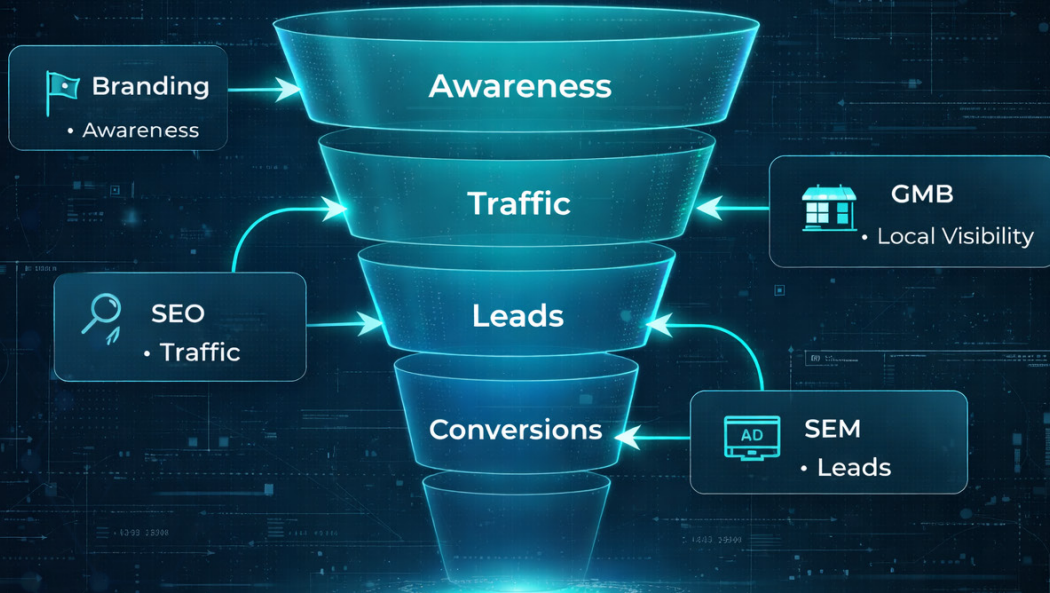 Awareness
Branding
• Awareness
Traffic
GMB
• Local Visibility
SEO
• Traffic
Leads
Conversions
AD
SEM
• Leads